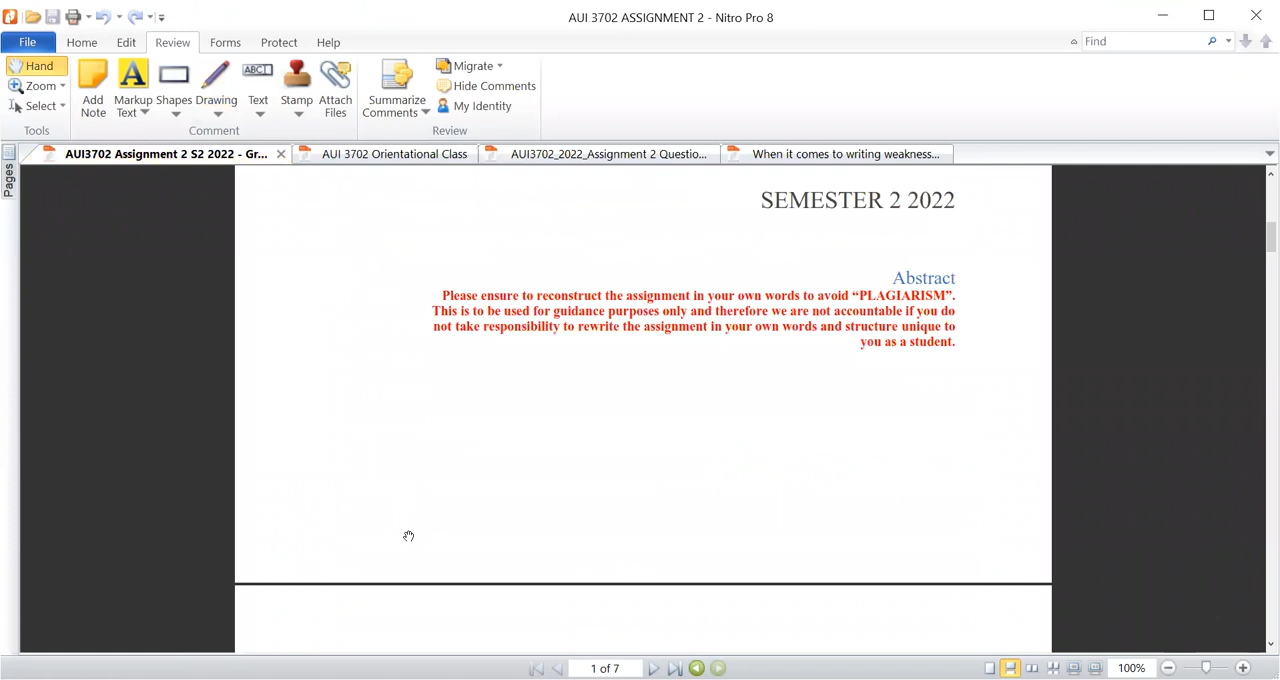 AUI 3702 ASSIGNMENT 2 - Nitro Pro 8
File Home Edit Review Forms Protect Help
Find
Hand
Zoom
Select
Tools
Add Note
Markup Text
Shapes
Drawing
ABC
Text
Stamp
Attach Files
Comment
Summarize Comments
Migrate
Hide Comments
My Identity
Review
Pages
AUI3702 Assignment 2 S2 2022 - Gr...
AUI 3702 Orientational Class
AUI3702_2022_Assignment 2 Questio...
When it comes to writing weakness...
SEMESTER 2 2022
Abstract
Please ensure to reconstruct the assignment in your own words to avoid “PLAGIARISM”.
This is to be used for guidance purposes only and therefore we are not accountable if you do
not take responsibility to rewrite the assignment in your own words and structure unique to
you as a student.
1 of 7
100%